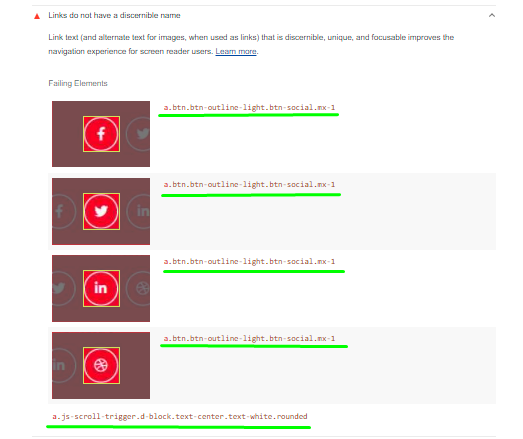 Links do not have a discernible name
Link text (and alternate text for images, when used as links) that is discernible, unique, and focusable improves the
navigation experience for screen reader users. Learn more.
Failing Elements
a.btn.btn-outline-light.btn-social.mx-1
a.btn.btn-outline-light.btn-social.mx-1
a.btn.btn-outline-light.btn-social.mx-1
a.btn.btn-outline-light.btn-social.mx-1
a.js-scroll-trigger.d-block.text-center.text-white.rounded